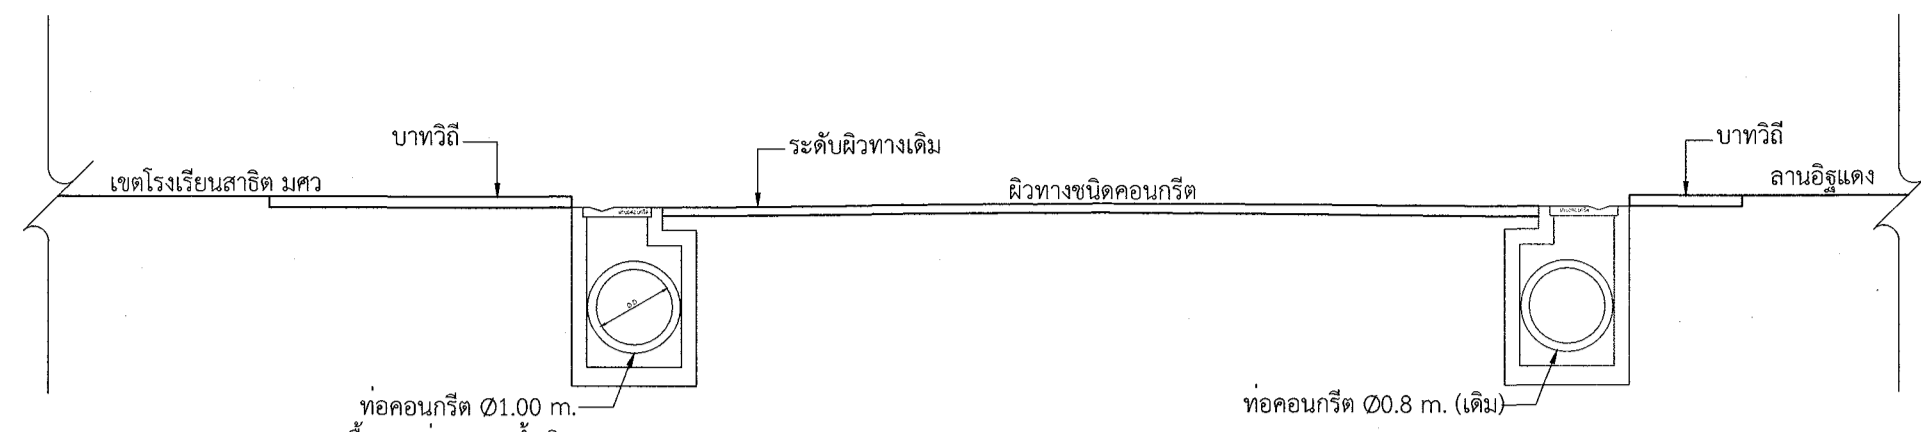 บาทวิถี
ระดับผิวทางเดิม
บาทวิถี
เขตโรงเรียนสาธิต มศว
ผิวทางชนิดคอนกรีต
ลานอิฐแดง
ท่อคอนกรีต Ø1.00 m.
ท่อคอนกรีต Ø0.8 m. (เดิม)